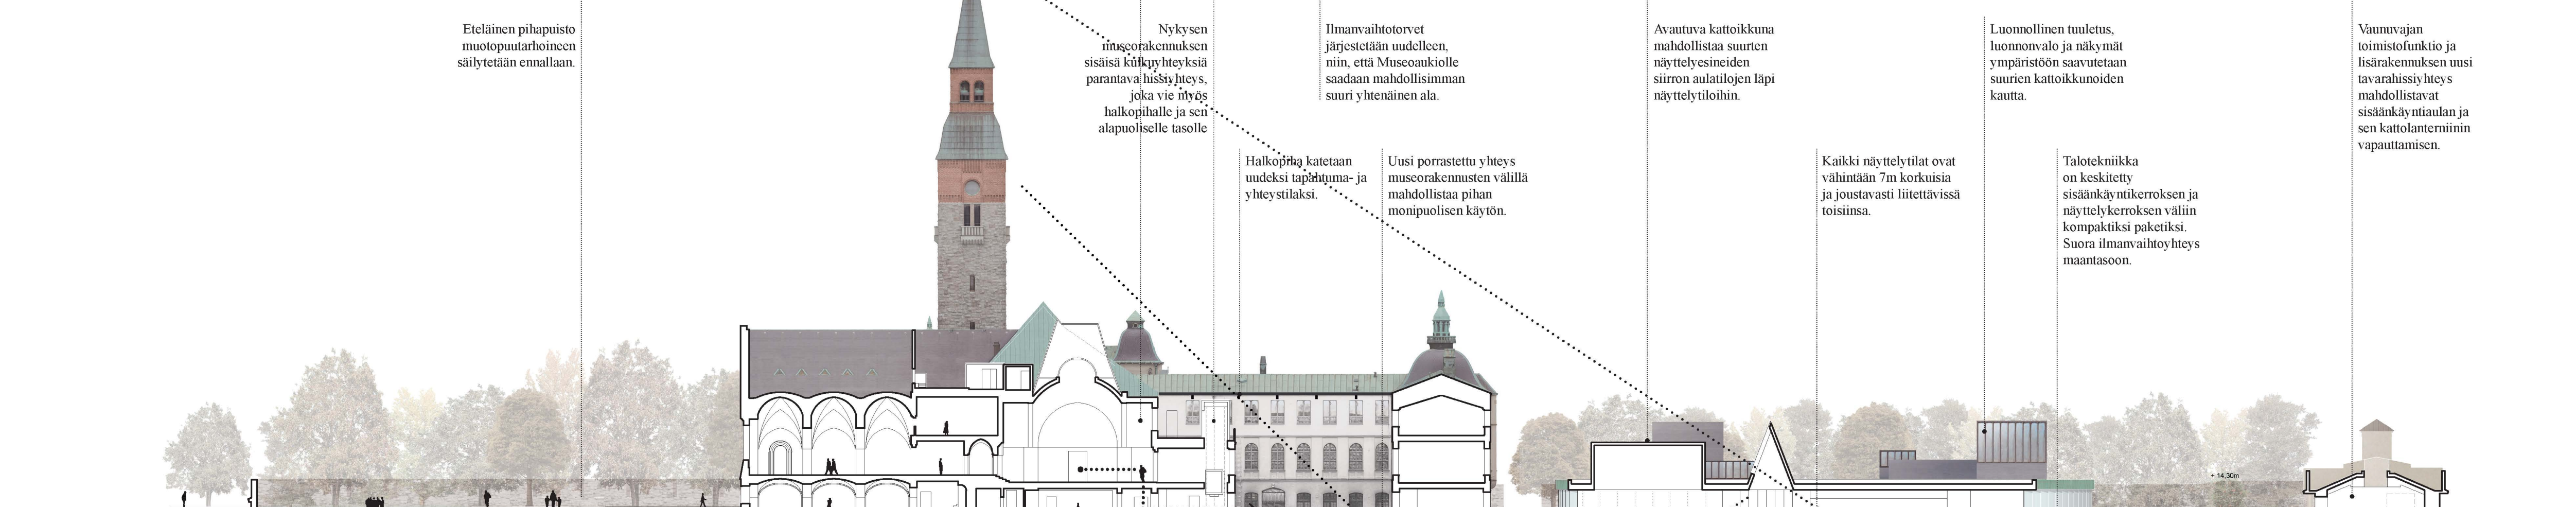 Eteläinen pihapuisto
muotopuutarhoineen
säilytetään ennallaan.
Nykysen
museorakennuksen
sisäisä kulkuyhteyksiä
parantava hissiyhteys,
joka vie myös
halkopihalle ja sen
alapuoliselle tasolle
Halkopiha katetaan
uudeksi tapahtuma- ja
yhteystilaksi.
Ilmanvaihtotorvet
järjestetään uudelleen,
niin, että Museoaukiolle
saadaan mahdollisimman
suuri yhtenäinen ala.
Uusi porrastettu yhteys
museorakennusten välillä
mahdollistaa pihan
monipuolisen käytön.
Avautuva kattoikkuna
mahdollistaa suurten
näyttelyesineiden
siirron aulatilojen läpi
näyttelytiloihin.
Kaikki näyttelytilat ovat
vähintään 7m korkuisia
ja joustavasti liitettävissä
toisiinsa.
Luonnollinen tuuletus,
luonnonvalo ja näkymät
ympäristöön saavutetaan
suurien kattoikkunoiden
kautta.
Talotekniikka
on keskitetty
sisäänkäyntikerroksen ja
näyttelykerroksen väliin
kompaktiksi paketiksi.
Suora ilmanvaihtoyhteys
maantasoon.
Vaunuvajan
toimistofunktio ja
lisärakennuksen uusi
tavarahissiyhteys
mahdollistavat
sisäänkäyntiaulan ja
sen kattolanterniinin
vapauttamisen.
+ 14,30m